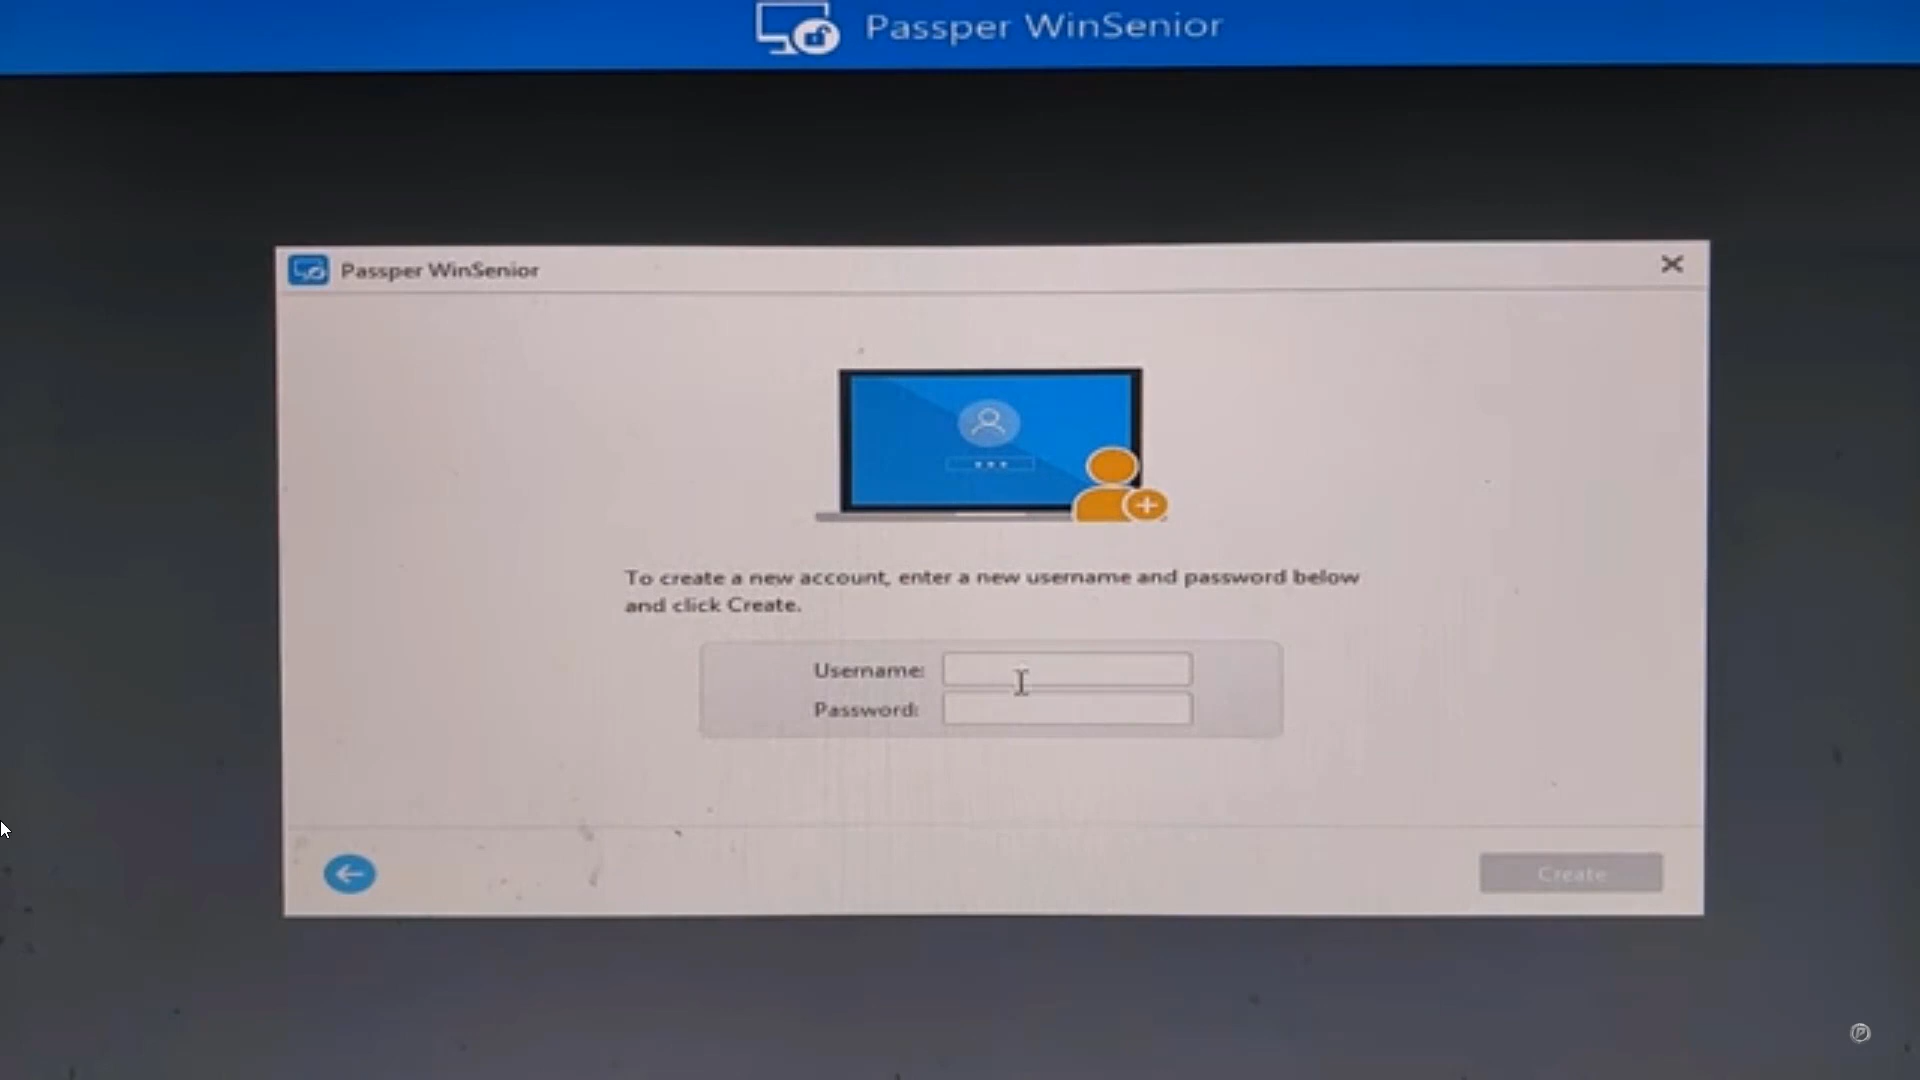 Passper WinSenior
Passper WinSenior
To create a new account, enter a new username and password below
and click Create.
Username:
Password:
Create